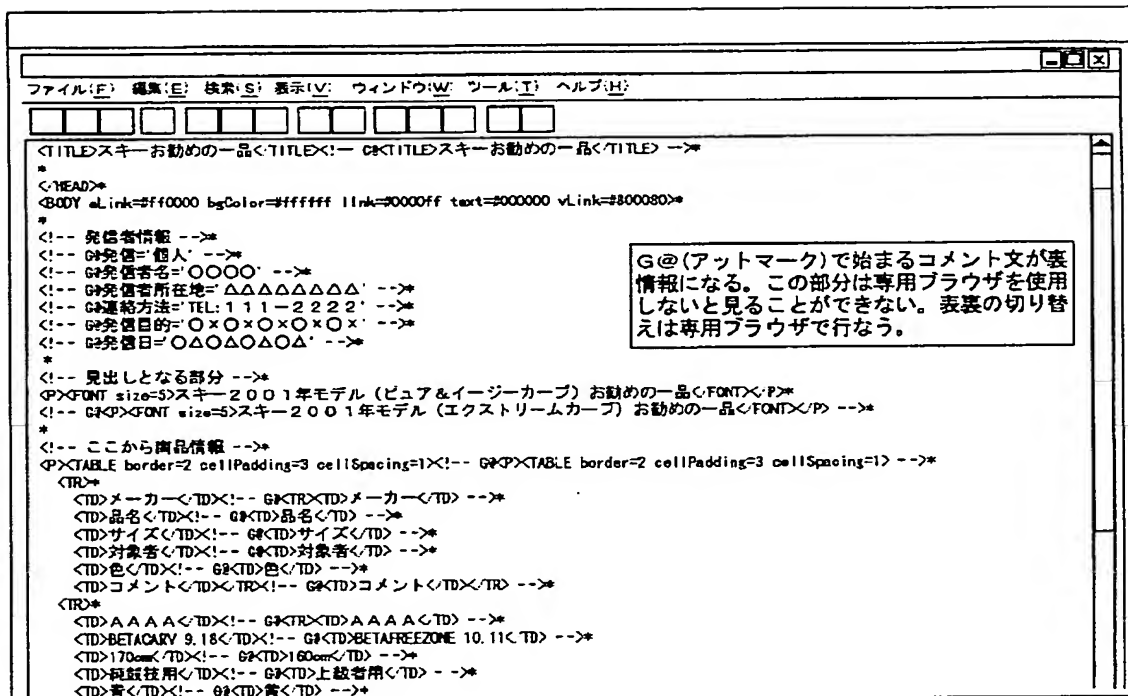 ファイル(F) 編集(E) 検索(S) 表示(V) ウィンドウ(W) ツール(T) ヘルプ(H)
<TITLE>スキーお勧めの一品</TITLE><!-- G@<TITLE>スキーお勧めの一品</TITLE> -->*
*
</HEAD>*
<BODY aLink=#ff0000 bgColor=#ffffff link=#0000ff text=#000000 vLink=#800080>*
*
<!-- 発信者情報 -->*
<!-- G@発信='個人' -->*
<!-- G@発信者名='○○○○' -->*
<!-- G@発信者所在地='△△△△△△△△' -->*
<!-- G@連絡方法='TEL:111-2222' -->*
<!-- G@発信目的='○×○×○×○×○×' -->*
<!-- G@発信日='○△○△○△○△' -->*
*
G@(アットマーク)で始まるコメント文が裏
情報になる。この部分は専用ブラウザを使用
しないと見ることができない。表裏の切り替
えは専用ブラウザで行なう。
<!-- 見出しとなる部分 -->*
<P><FONT size=5>スキー2001年モデル（ピュア＆イージーカーブ）お勧めの一品</FONT></P>*
<!-- G@<P><FONT size=5>スキー2001年モデル（エクストリームカーブ）お勧めの一品</FONT></P> -->*
*
<!-- ここから商品情報 -->*
<P><TABLE border=2 cellPadding=3 cellSpacing=1><!-- G@<P><TABLE border=2 cellPadding=3 cellSpacing=1> -->*
<TR>*
<TD>メーカー</TD><!-- G@<TR><TD>メーカー</TD> -->*
<TD>品名</TD><!-- G@<TD>品名</TD> -->*
<TD>サイズ</TD><!-- G@<TD>サイズ</TD> -->*
<TD>対象者</TD><!-- G@<TD>対象者</TD> -->*
<TD>色</TD><!-- G@<TD>色</TD> -->*
<TD>コメント</TD></TR><!-- G@<TD>コメント</TD></TR> -->*
<TR>*
<TD>AAAA</TD><!-- G@<TR><TD>AAAA</TD> -->*
<TD>BETACARV 9.18</TD><!-- G@<TD>BETAFREEZONE 10.11</TD> -->*
<TD>170cm</TD><!-- G@<TD>160cm</TD> -->*
<TD>純競技用</TD><!-- G@<TD>上級者用</TD> -->*
<TD>青</TD><!-- G@<TD>黄</TD> -->*